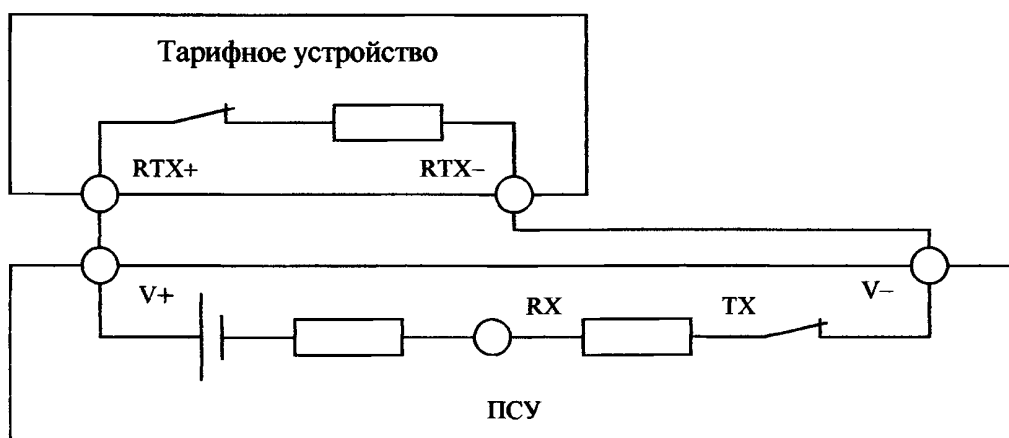 Тарифное устройство
RTX+ RTX–
V+ RX TX V–
ПСУ